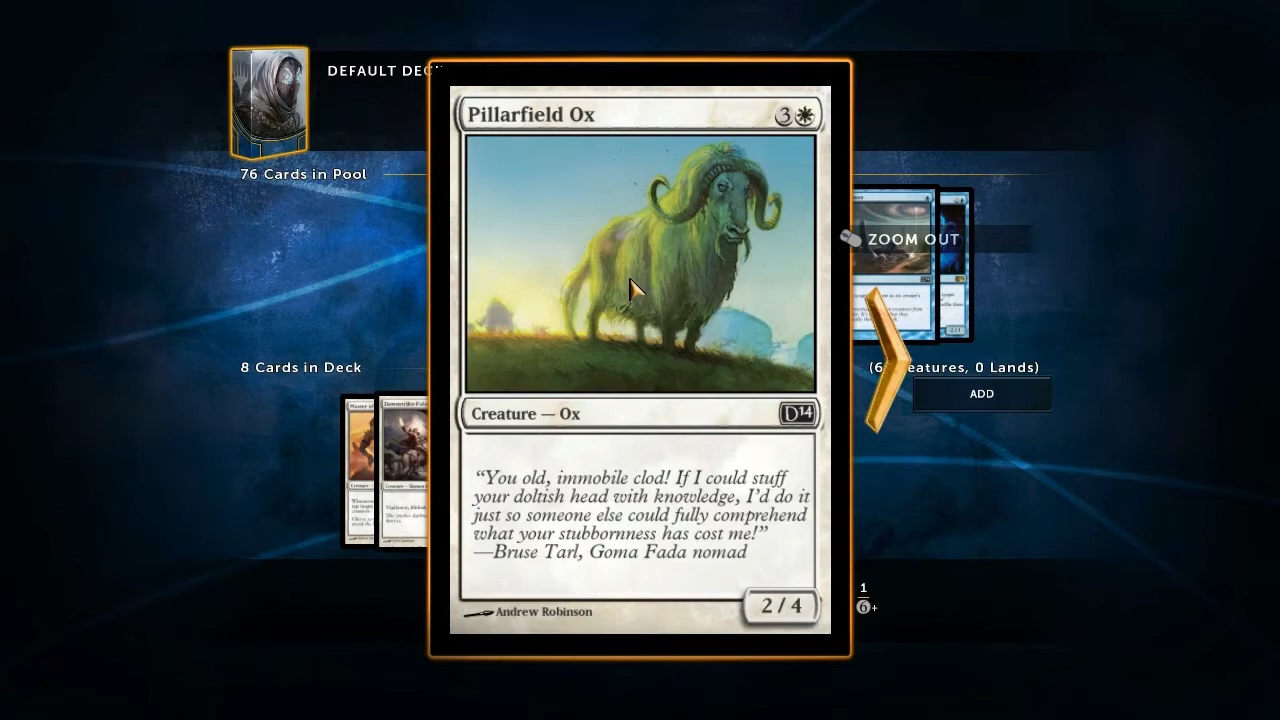 DEFAULT DEC
Pillarfield Ox 3
76 Cards in Pool
ZOOM OUT
8 Cards in Deck
(6 eatures, 0 Lands)
ADD
Creature — Ox D14
“You old, immobile clod! If I could stuff
your doltish head with knowledge, I’d do it
just so someone else could fully comprehend
what your stubbornness has cost me!”
—Bruse Tarl, Goma Fada nomad
1
6+
2 / 4
Andrew Robinson